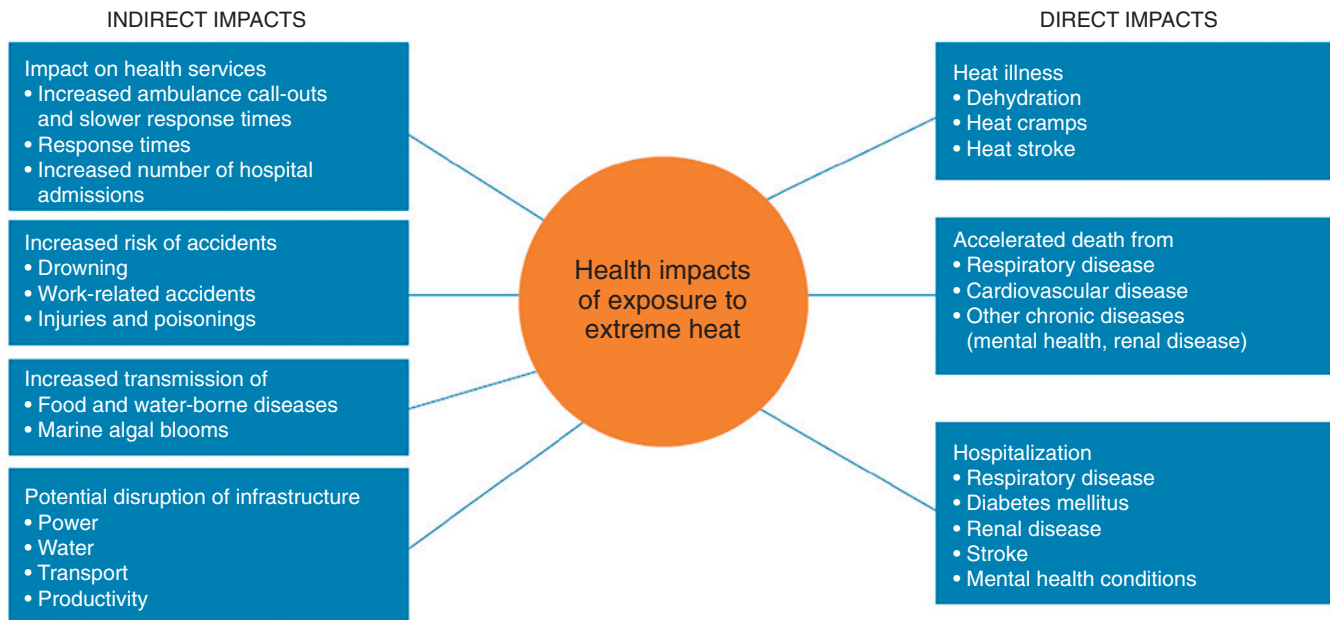 INDIRECT IMPACTS
Impact on health services
• Increased ambulance call-outs
and slower response times
• Response times
• Increased number of hospital
admissions
Increased risk of accidents
• Drowning
• Work-related accidents
• Injuries and poisonings
Increased transmission of
• Food and water-borne diseases
• Marine algal blooms
Potential disruption of infrastructure
• Power
• Water
• Transport
• Productivity
Health impacts
of exposure to
extreme heat
DIRECT IMPACTS
Heat illness
• Dehydration
• Heat cramps
• Heat stroke
Accelerated death from
• Respiratory disease
• Cardiovascular disease
• Other chronic diseases
(mental health, renal disease)
Hospitalization
• Respiratory disease
• Diabetes mellitus
• Renal disease
• Stroke
• Mental health conditions